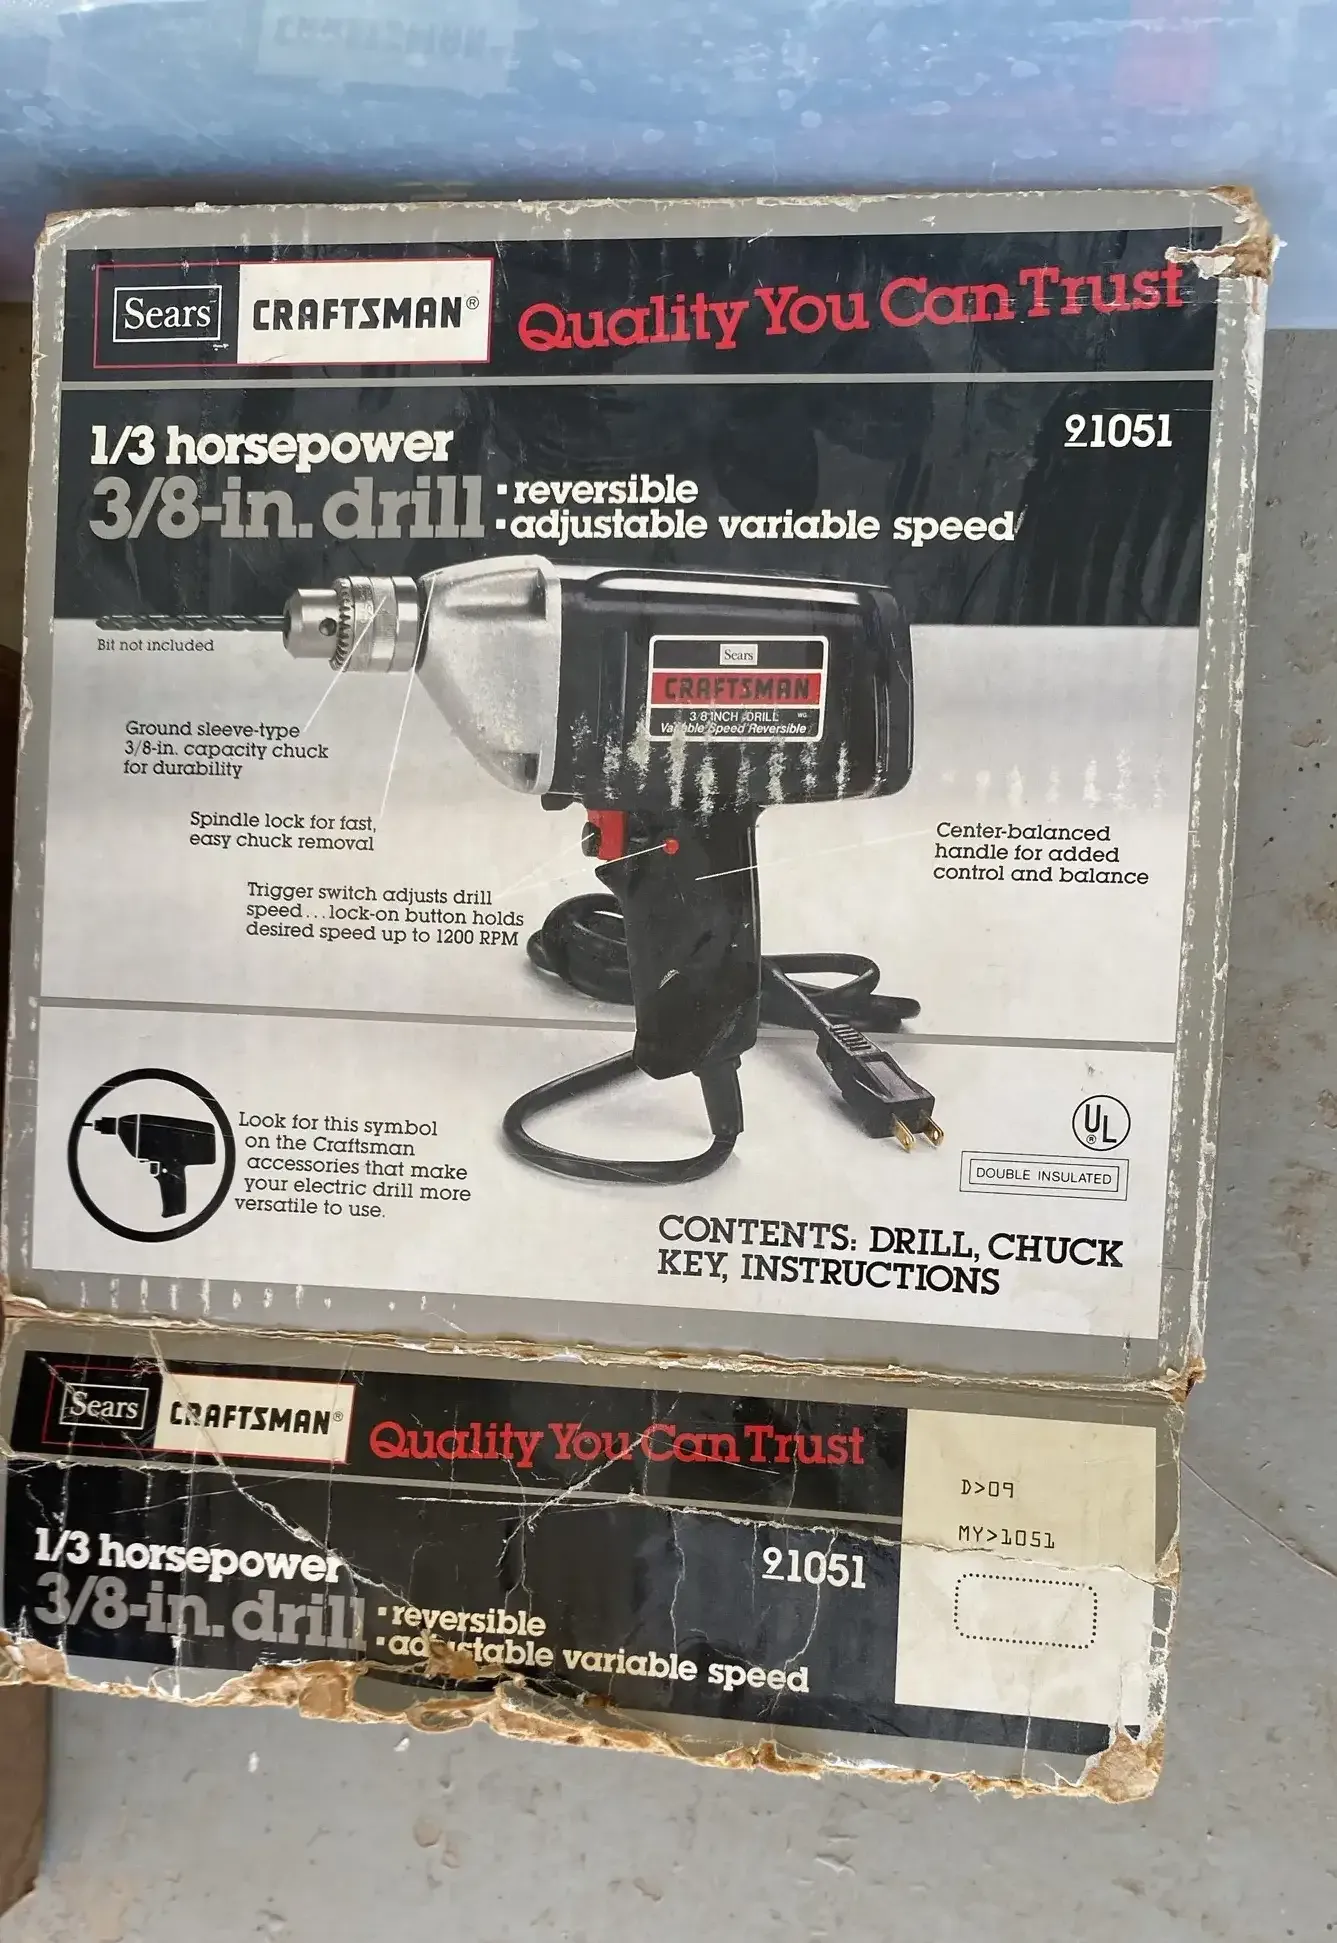 Sears CRAFTSMAN® Quality You Can Trust
1/3 horsepower
91051
3/8-in. drill
▪ reversible
▪ adjustable variable speed
Bit not included
Sears
CRAFTSMAN
3/8 INCH DRILL
Variable Speed Reversible
Ground sleeve-type
3/8-in. capacity chuck
for durability
Spindle lock for fast,
easy chuck removal
Trigger switch adjusts drill
speed...lock-on button holds
desired speed up to 1200 RPM
Center-balanced
handle for added
control and balance
Look for this symbol
on the Craftsman
accessories that make
your electric drill more
versatile to use.
UL
®
DOUBLE INSULATED
CONTENTS: DRILL, CHUCK
KEY, INSTRUCTIONS
Sears CRAFTSMAN® Quality You Can Trust
D>09
MY>1051
1/3 horsepower
91051
3/8-in. drill
▪ reversible
▪ adjustable variable speed